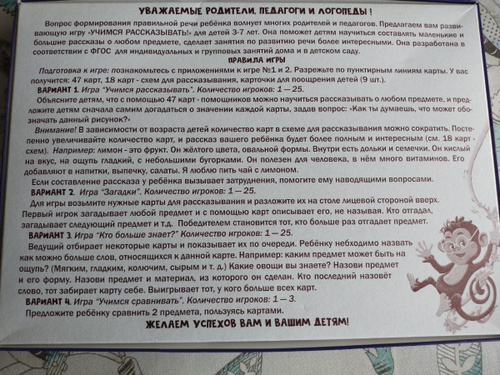 УВАЖАЕМЫЕ РОДИТЕЛИ, ПЕДАГОГИ И ЛОГОПЕДЫ !
Вопрос формирования правильной речи ребёнка волнует многих родителей и педагогов. Предлагаем вам разви-
вающую игру «УЧИМСЯ РАССКАЗЫВАТЬ!» для детей 3-7 лет. Она поможет детям научиться составлять маленькие и
большие рассказы о любом предмете, сделает занятия по развитию речи более интересными. Она разработана
в соответствии с ФГОС для индивидуальных и групповых занятий дома и в детском саду.
ПРАВИЛА ИГРЫ
Подготовка к игре: познакомьтесь с приложениями к игре №1 и 2. Разрежьте по пунктирным линиям карты. У вас
получится: 47 карт, 18 карт - схем для рассказывания, карточки для поощрения детей (9 шт.).
ВАРИАНТ 1. Игра "Учимся рассказывать". Количество игроков: 1 — 25.
Объясните детям, что с помощью 47 карт - помощников можно научиться рассказывать о любом предмете, и пред-
ложите детям сначала самим догадаться о значении каждой карты, задав вопрос: «Как ты думаешь, что может обо-
значать данный рисунок?»
Внимание! В зависимости от возраста детей количество карт в схеме для рассказывания можно сократить. Посте-
пенно увеличивайте количество карт, и рассказ вашего ребёнка будет более полным и интересным (см. 18 карт -
схем). Например: лимон - это фрукт. Он жёлтого цвета, овальной формы. Внутри есть дольки и семечки. Он кислый
на вкус, на ощупь гладкий, с небольшими бугорками. Он полезен для человека, в нём много витаминов. Его
добавляют в напитки, выпечку, салаты. Я люблю пить чай с лимоном.
Если составление рассказа у ребёнка вызывает затруднения, помогите ему наводящими вопросами.
ВАРИАНТ 2. Игра "Загадки". Количество игроков: 1 — 25.
Для игры возьмите нужные карты для рассказывания и разложите их на столе лицевой стороной вверх.
Первый игрок загадывает любой предмет и с помощью карт описывает его, не называя. Кто отгадал,
загадывает следующий предмет и т.д. Победителем становится тот, кто больше раз отгадает предмет.
ВАРИАНТ 3. Игра "Кто больше знает?" Количество игроков: 1 — 25.
Ведущий отбирает некоторые карты и показывает их по очереди. Ребёнку небходимо назвать
как можно больше слов, относящихся к данной карте. Например: каким предмет может быть на
ощупь? (Мягким, гладким, колючим, сырым и т. д.) Какие овощи вы знаете? Назови предмет
и его форму. Назови предмет и материал, из которого он сделан. Кто последний назовёт
слово, тот забирает карту себе. Выигрывает тот, у кого больше всех карт.
ВАРИАНТ 4. Игра "Учимся сравнивать". Количество игроков: 1 — 3.
Предложите ребёнку сравнить 2 предмета, пользуясь картами.
ЖЕЛАЕМ УСПЕХОВ ВАМ И ВАШИМ ДЕТЯМ!